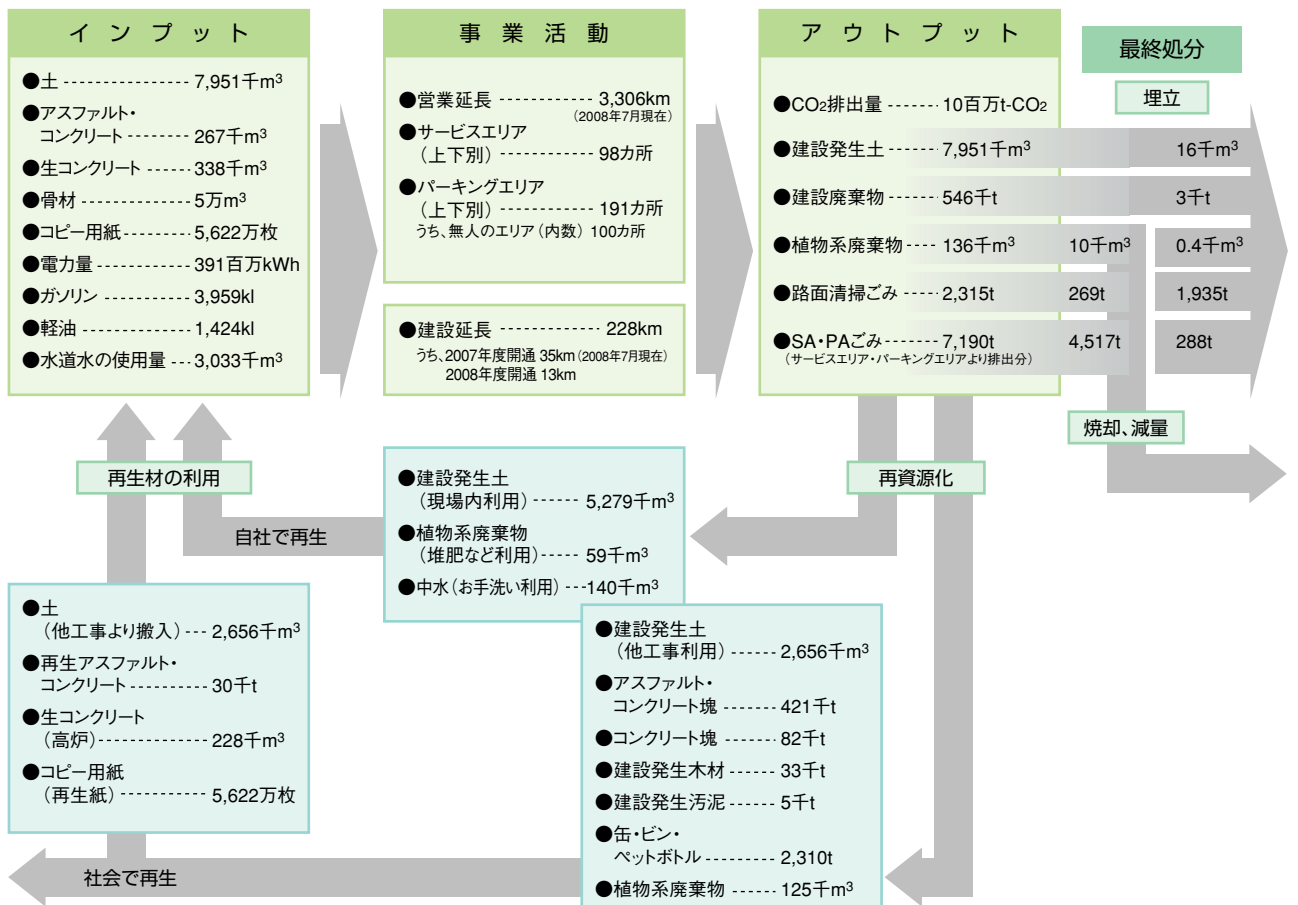 インプット
●土 --------------- 7,951千m³
●アスファルト・
コンクリート ---------- 267千m³
●生コンクリート ----- 338千m³
●骨材 ------------ 5万m³
●コピー用紙 -------- 5,622万枚
●電力量 ---------- 391百万kWh
●ガソリン ---------- 3,959kl
●軽油 ------------ 1,424kl
●水道水の使用量 --- 3,033千m³
事業活動
●営業延長 ------------ 3,306km
(2008年7月現在)
●サービスエリア
(上下別) ----------- 98カ所
●パーキングエリア
(上下別) ----------- 191カ所
うち、無人のエリア(内数) 100カ所
●建設延長 ------------ 228km
うち、2007年度開通 35km(2008年7月現在)
2008年度開通 13km
アウトプット
●CO₂排出量 ------ 10百万t-CO₂
●建設発生土 ------ 7,951千m³
●建設廃棄物 ------ 546千t
●植物系廃棄物 ---- 136千m³ 10千m³
●路面清掃ごみ ---- 2,315t 269t
●SA・PAごみ ------ 7,190t 4,517t
(サービスエリア・パーキングエリアより排出分)
最終処分
埋立
16千m³
3千t
0.4千m³
1,935t
288t
焼却、減量
再生材の利用
再資源化
自社で再生
●建設発生土
(現場内利用) ------ 5,279千m³
●植物系廃棄物
(堆肥など利用) ----- 59千m³
●中水(お手洗い利用) ---140千m³
●土
(他工事より搬入) --- 2,656千m³
●再生アスファルト・
コンクリート ---------- 30千t
●生コンクリート
(高炉) ------------- 228千m³
●コピー用紙
(再生紙) ---------- 5,622万枚
●建設発生土
(他工事利用) ------ 2,656千m³
●アスファルト・
コンクリート塊 ------- 421千t
●コンクリート塊 ------- 82千t
●建設発生木材 ------ 33千t
●建設発生汚泥 ------ 5千t
●缶・ビン・
ペットボトル --------- 2,310t
●植物系廃棄物 ------ 125千m³
社会で再生